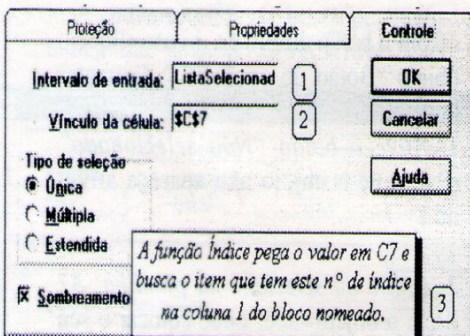 Proteção
Propriedades
Controle
Intervalo de entrada: ListaSelecionad 1
OK
Vínculo da célula: $C$7 2
Cancelar
Tipo de seleção
Única
Ajuda
Múltipla
Estendida
A função Índice pega o valor em C7 e
busca o item que tem este nº de índice
na coluna 1 do bloco nomeado.
Sombreamento
3